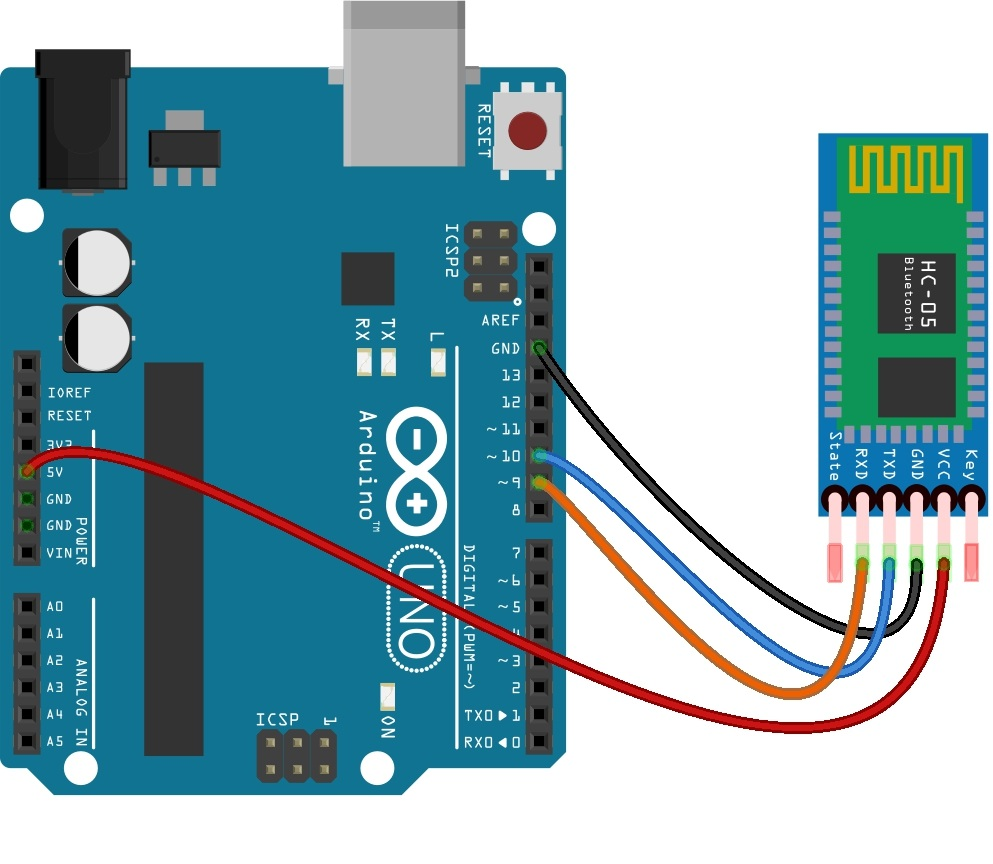 RESET
ICSP2
AREF
GND
13
12
~11
~10
~9
8
7
~6
~5
4
~3
2
TX0▶1
RX0◀0
RX
TX
L
IOREF
RESET
3V3
5V
GND
GND
VIN
POWER
A0
A1
A2
A3
A4
A5
ANALOG IN
Arduino™
UNO
DIGITAL (PWM=~)
ICSP
1
ON
HC-05
Bluetooth
State
RXD
TXD
GND
VCC
Key